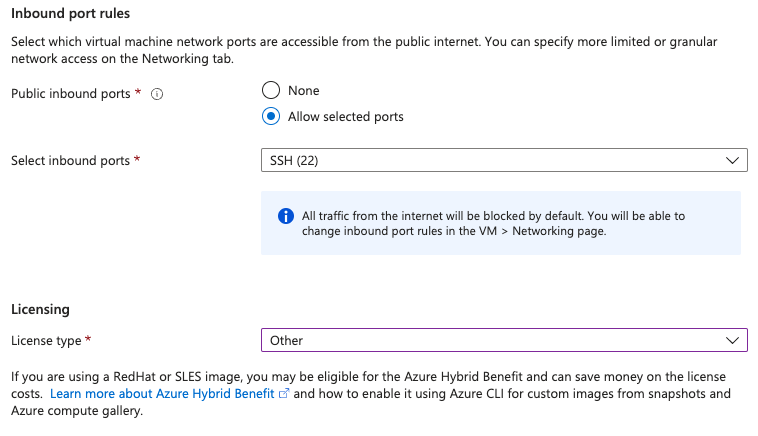 Inbound port rules
Select which virtual machine network ports are accessible from the public internet. You can specify more limited or granular
network access on the Networking tab.
Public inbound ports *
None
Allow selected ports
Select inbound ports *
SSH (22)
All traffic from the internet will be blocked by default. You will be able to
change inbound port rules in the VM > Networking page.
Licensing
License type *
Other
If you are using a RedHat or SLES image, you may be eligible for the Azure Hybrid Benefit and can save money on the license
costs. Learn more about Azure Hybrid Benefit and how to enable it using Azure CLI for custom images from snapshots and
Azure compute gallery.